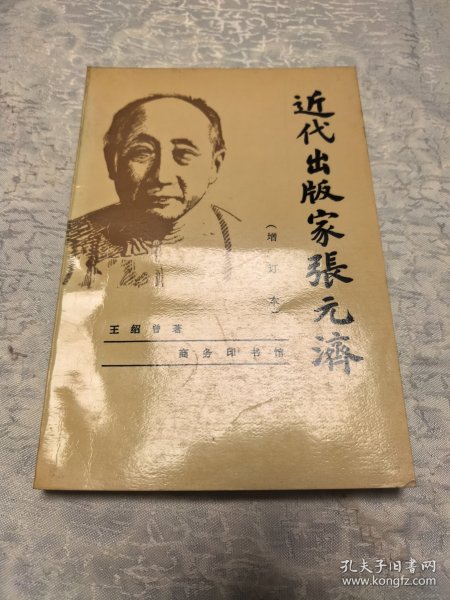 近代出版家張元濟
(增订本)
王绍曾著
商务印书馆
孔夫子旧书网
www.kongfz.com